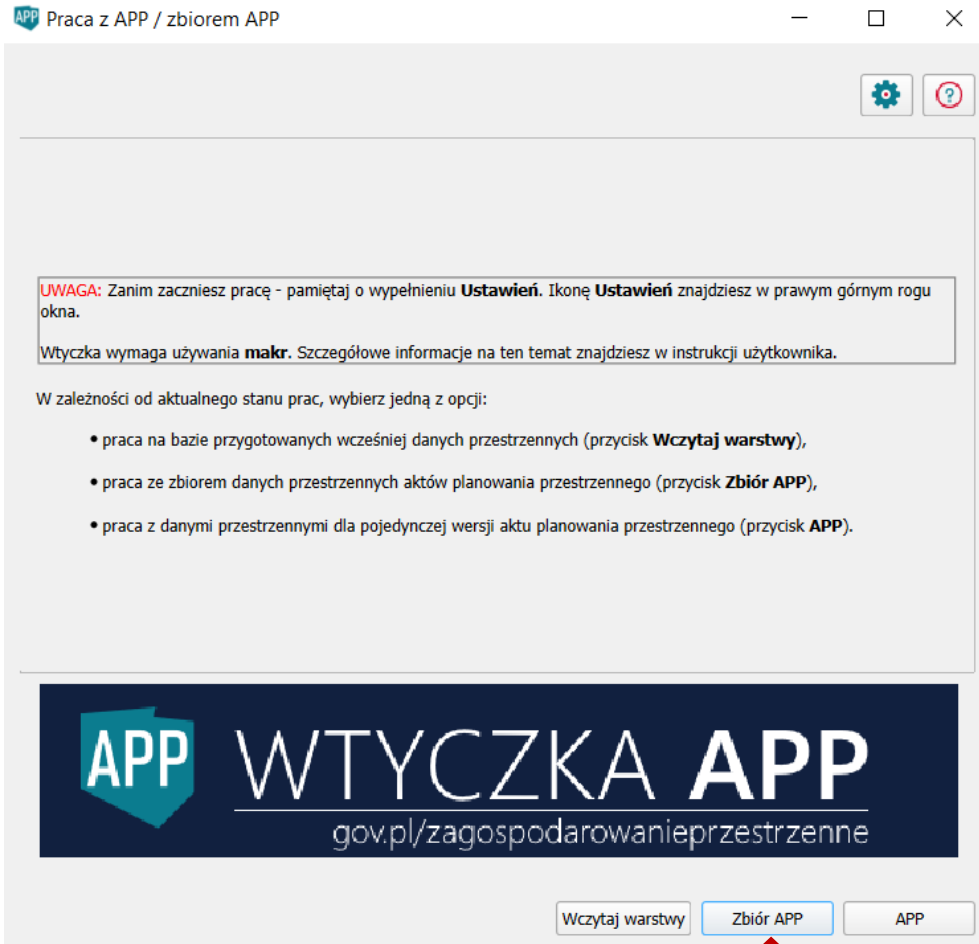 APP Praca z APP / zbiorem APP
UWAGA: Zanim zaczniesz pracę - pamiętaj o wypełnieniu Ustawień. Ikonę Ustawień znajdziesz w prawym górnym rogu
okna.
Wtyczka wymaga używania makr. Szczegółowe informacje na ten temat znajdziesz w instrukcji użytkownika.
W zależności od aktualnego stanu prac, wybierz jedną z opcji:
• praca na bazie przygotowanych wcześniej danych przestrzennych (przycisk Wczytaj warstwy),
• praca ze zbiorem danych przestrzennych aktów planowania przestrzennego (przycisk Zbiór APP),
• praca z danymi przestrzennymi dla pojedynczej wersji aktu planowania przestrzennego (przycisk APP).
APP WTYCZKA APP
gov.pl/zagospodarowanieprzestrzenne
Wczytaj warstwy Zbiór APP APP